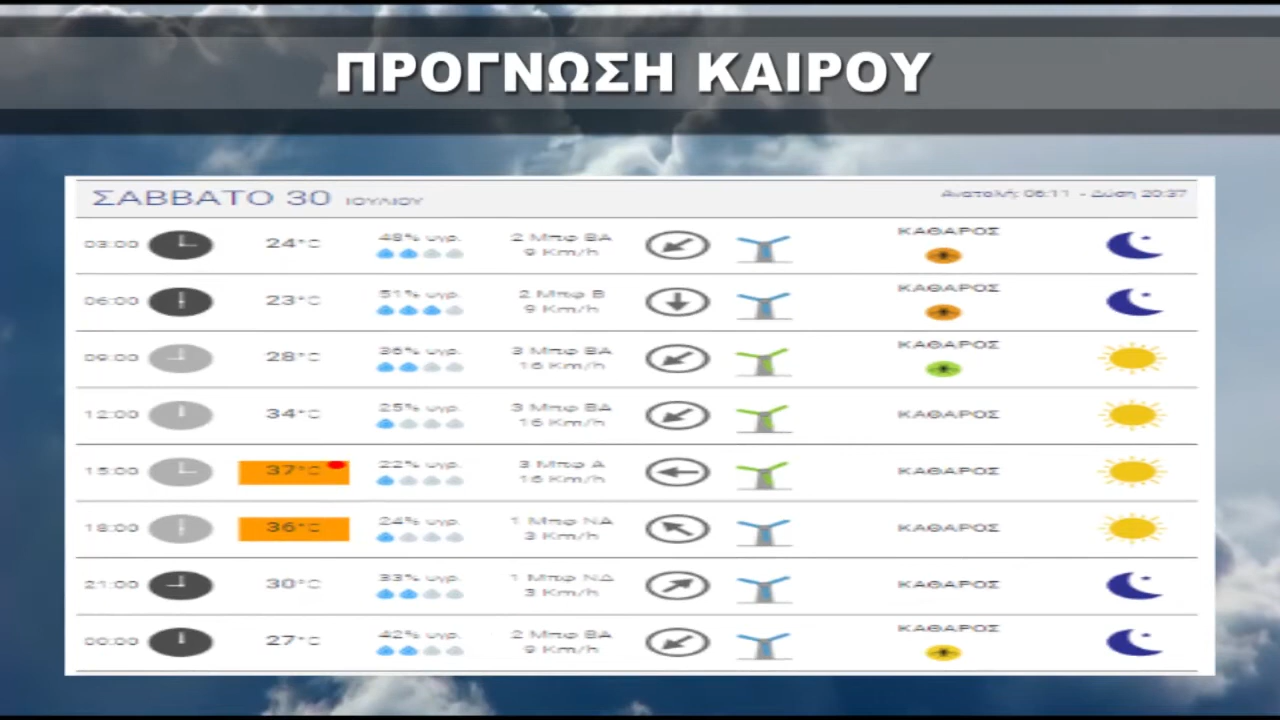 ΠΡΟΓΝΩΣΗ ΚΑΙΡΟΥ
ΣΑΒΒΑΤΟ 30 ΙΟΥΛΙΟΥ
Ανατολή: 06:11 - Δύση 20:37
03:00 24°C 48% υγρ. 2 Μπφ ΒΑ 9 Km/h ΚΑΘΑΡΟΣ
06:00 23°C 51% υγρ. 2 Μπφ Β 9 Km/h ΚΑΘΑΡΟΣ
09:00 28°C 36% υγρ. 3 Μπφ ΒΑ 16 Km/h ΚΑΘΑΡΟΣ
12:00 34°C 25% υγρ. 3 Μπφ ΒΑ 16 Km/h ΚΑΘΑΡΟΣ
15:00 37°C 22% υγρ. 3 Μπφ Α 16 Km/h ΚΑΘΑΡΟΣ
18:00 36°C 24% υγρ. 1 Μπφ ΝΑ 3 Km/h ΚΑΘΑΡΟΣ
21:00 30°C 33% υγρ. 1 Μπφ ΝΔ 3 Km/h ΚΑΘΑΡΟΣ
00:00 27°C 42% υγρ. 2 Μπφ ΒΑ 9 Km/h ΚΑΘΑΡΟΣ